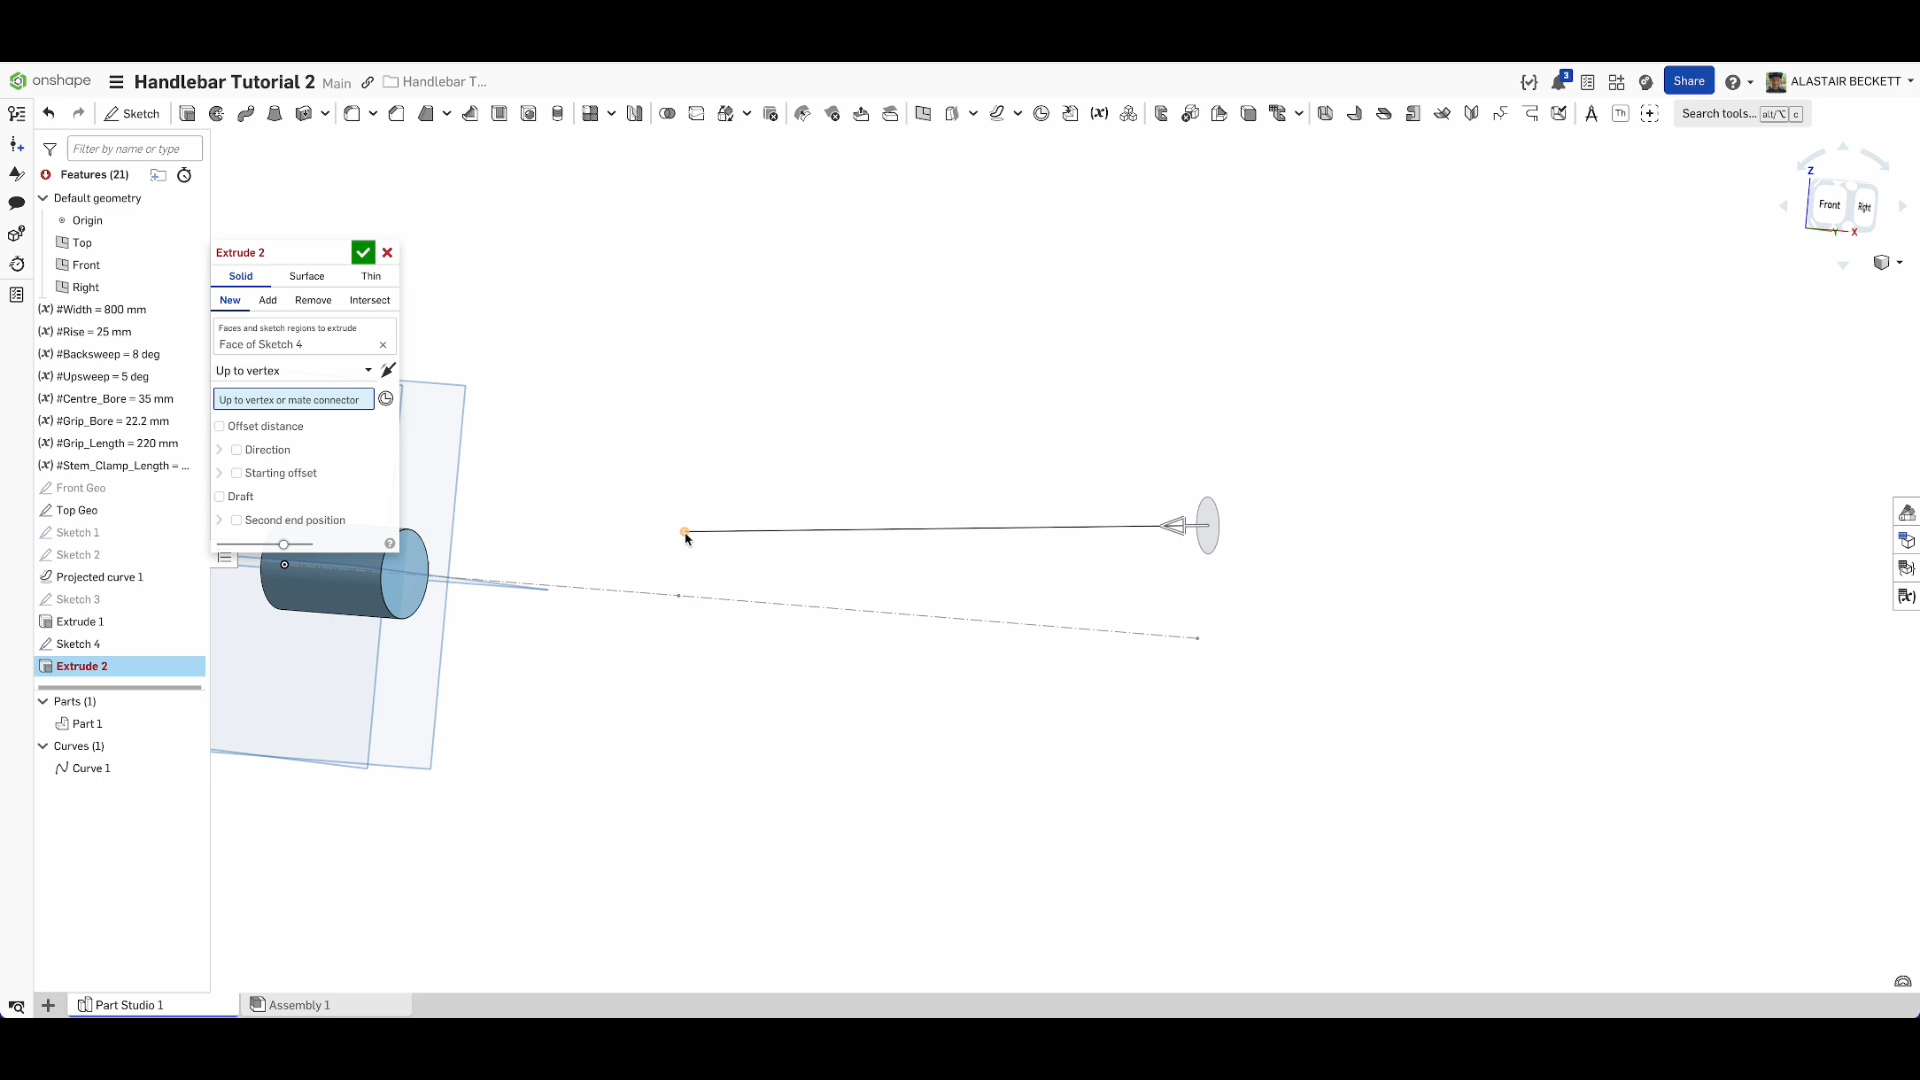 onshape Handlebar Tutorial 2 Main Handlebar T...
3 Share ALASTAIR BECKETT
Sketch Th Search tools... alt/⌥ c
Filter by name or type
Features (21)
Default geometry
Origin
Top
Front
Right
(x) #Width = 800 mm
(x) #Rise = 25 mm
(x) #Backsweep = 8 deg
(x) #Upsweep = 5 deg
(x) #Centre_Bore = 35 mm
(x) #Grip_Bore = 22.2 mm
(x) #Grip_Length = 220 mm
(x) #Stem_Clamp_Length = ...
Front Geo
Top Geo
Sketch 1
Sketch 2
Projected curve 1
Sketch 3
Extrude 1
Sketch 4
Extrude 2
Parts (1)
Part 1
Curves (1)
Curve 1
Extrude 2
Solid Surface Thin
New Add Remove Intersect
Faces and sketch regions to extrude
Face of Sketch 4
Up to vertex
Up to vertex or mate connector
Offset distance
Direction
Starting offset
Draft
Second end position
Z
Front Right
Y X
Part Studio 1 Assembly 1